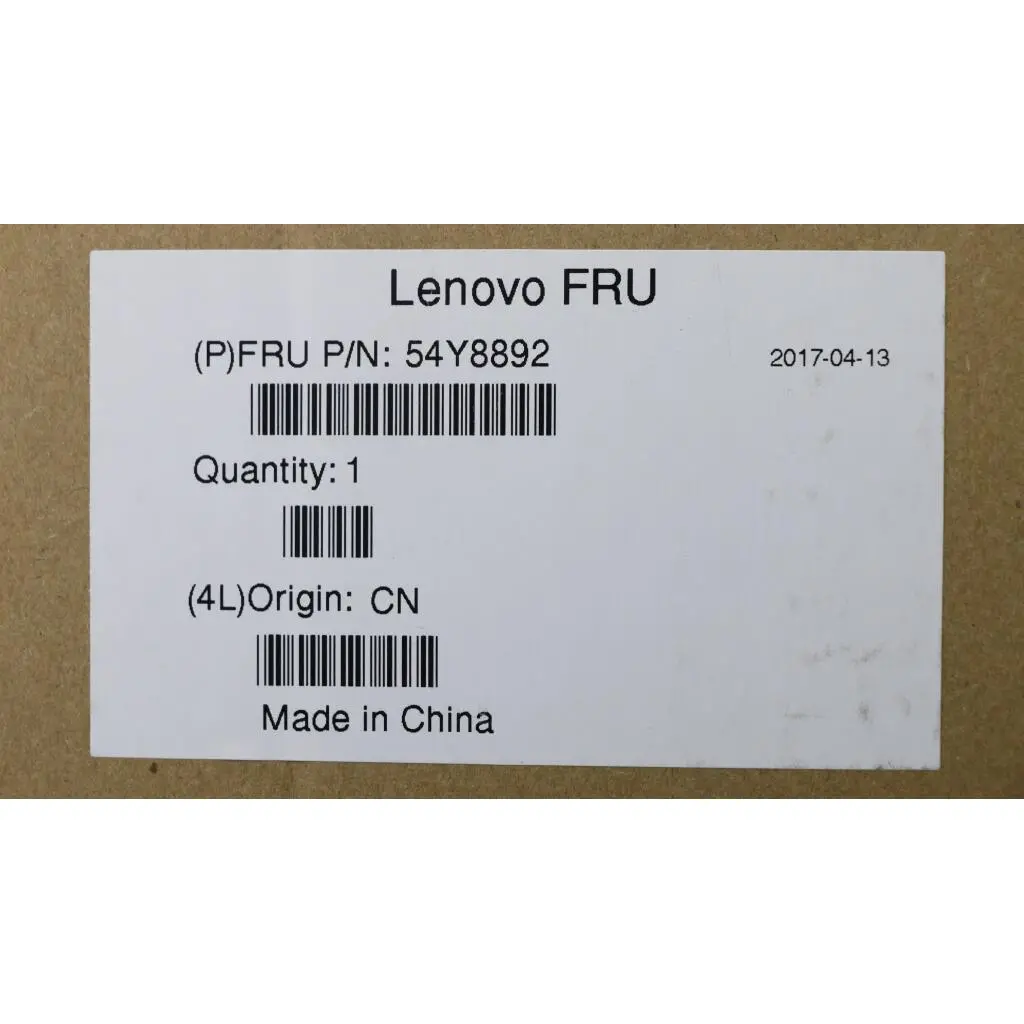 Lenovo FRU
(P)FRU P/N: 54Y8892 2017-04-13
Quantity: 1
(4L)Origin: CN
Made in China